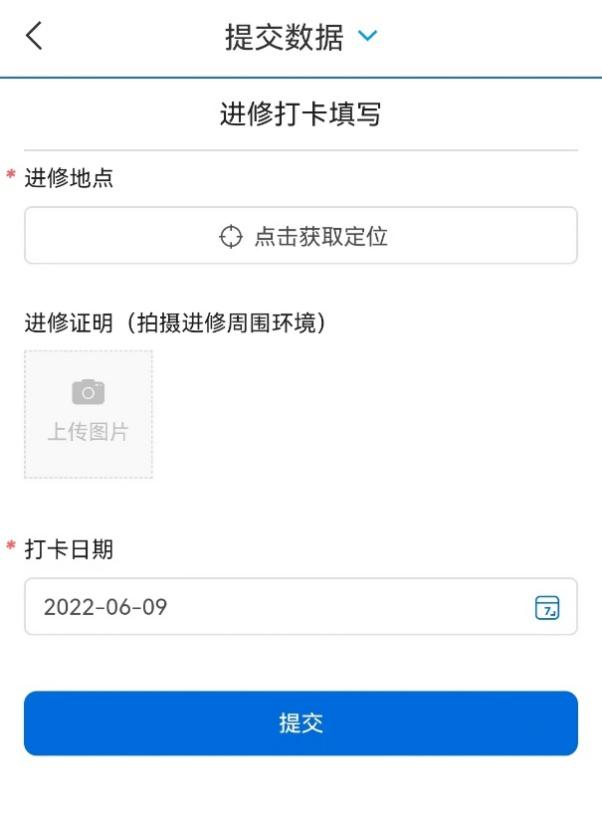 提交数据
进修打卡填写
* 进修地点
点击获取定位
进修证明（拍摄进修周围环境）
上传图片
* 打卡日期
2022-06-09
7
提交